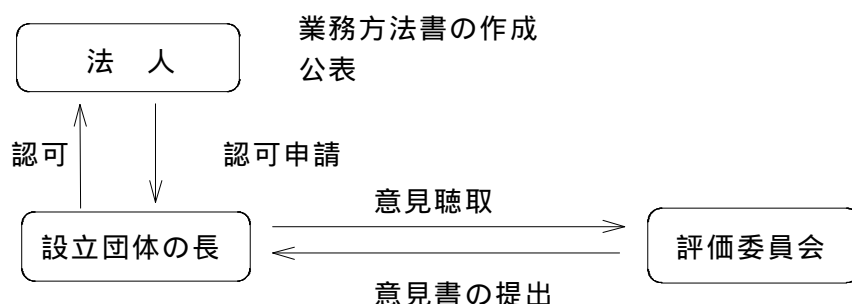 業務方法書の作成
法　人
公表
認可
認可申請
意見聴取
設立団体の長
評価委員会
意見書の提出